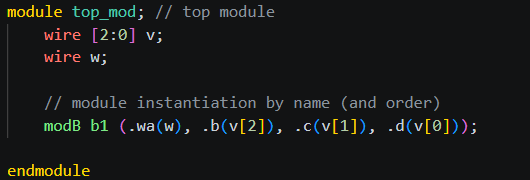 module top_mod; // top module
wire [2:0] v;
wire w;
// module instantiation by name (and order)
modB b1 (.wa(w), .b(v[2]), .c(v[1]), .d(v[0]));
endmodule